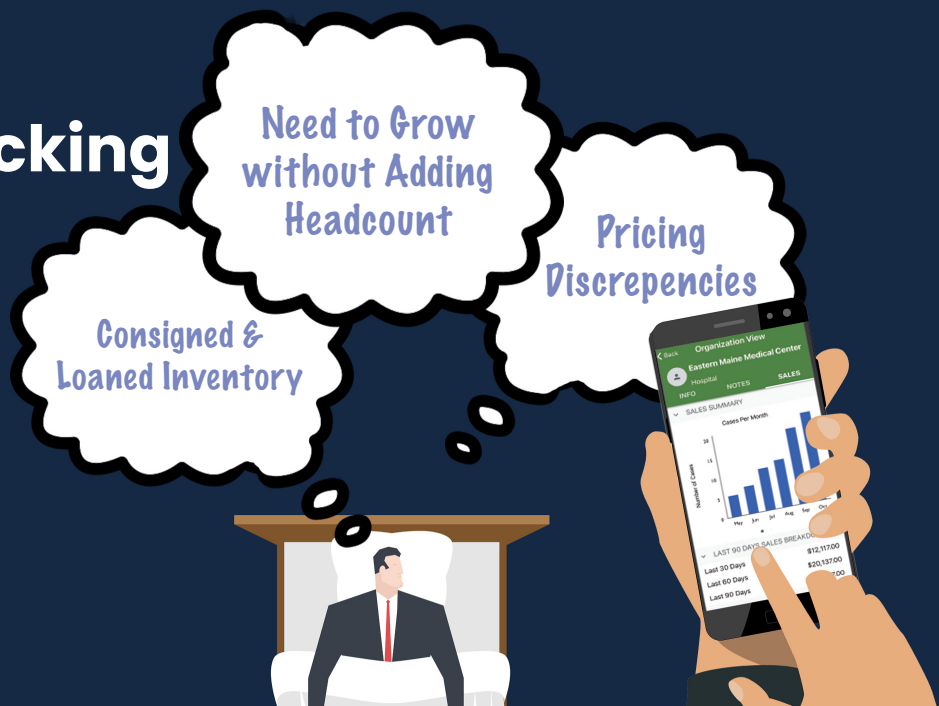 cking
Need to Grow
without Adding
Headcount
Pricing
Discrepencies
Consigned &
Loaned Inventory
Back
Organization View
Eastern Maine Medical Center
Hospital
INFO
NOTES
SALES
SALES SUMMARY
Cases Per Month
Number of Cases
20
15
10
5
0
May
Jun
Jul
Aug
Sep
Oct
LAST 90 DAYS SALES BREAKDO
Last 30 Days
$12,117.00
Last 60 Days
$20,137.00
Last 90 Days